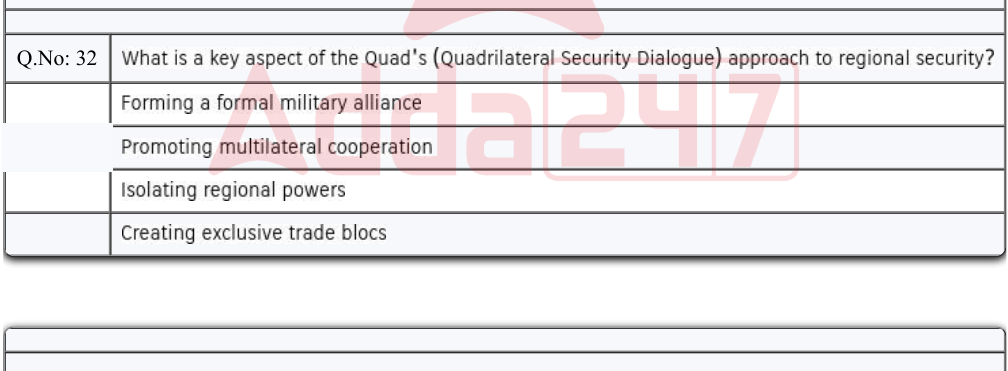 Q.No: 32 What is a key aspect of the Quad's (Quadrilateral Security Dialogue) approach to regional security?
Forming a formal military alliance
Promoting multilateral cooperation
Isolating regional powers
Creating exclusive trade blocs
Adda247